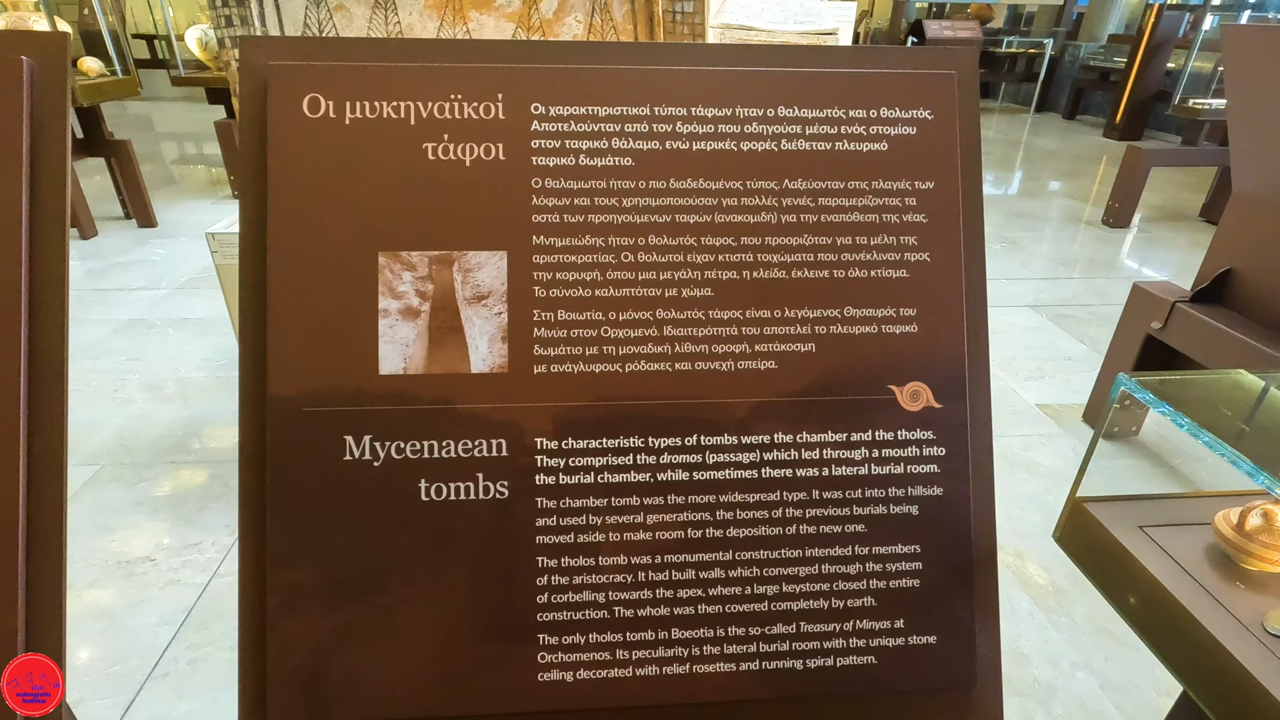 Οι μυκηναϊκοί
τάφοι
Οι χαρακτηριστικοί τύποι τάφων ήταν ο θαλαμωτός και ο θολωτός.
Αποτελούνταν από τον δρόμο που οδηγούσε μέσω ενός στομίου
στον ταφικό θάλαμο, ενώ μερικές φορές διέθεταν πλευρικό
ταφικό δωμάτιο.
Ο θαλαμωτοί ήταν ο πιο διαδεδομένος τύπος. Λαξεύονταν στις πλαγιές των
λόφων και τους χρησιμοποιούσαν για πολλές γενιές, παραμερίζοντας τα
οστά των προηγούμενων ταφών (ανακομιδή) για την εναπόθεση της νέας.
Μνημειώδης ήταν ο θολωτός τάφος, που προοριζόταν για τα μέλη της
αριστοκρατίας. Οι θολωτοί είχαν κτιστά τοιχώματα που συνέκλιναν προς
την κορυφή, όπου μια μεγάλη πέτρα, η κλείδα, έκλεινε το όλο κτίσμα.
Το σύνολο καλυπτόταν με χώμα.
Στη Βοιωτία, ο μόνος θολωτός τάφος είναι ο λεγόμενος Θησαυρός του
Μινύα στον Ορχομενό. Ιδιαιτερότητά του αποτελεί το πλευρικό ταφικό
δωμάτιο με τη μοναδική λίθινη οροφή, κατάκοσμη
με ανάγλυφους ρόδακες και συνεχή σπείρα.
Mycenaean
tombs
The characteristic types of tombs were the chamber and the tholos.
They comprised the dromos (passage) which led through a mouth into
the burial chamber, while sometimes there was a lateral burial room.
The chamber tomb was the more widespread type. It was cut into the hillside
and used by several generations, the bones of the previous burials being
moved aside to make room for the deposition of the new one.
The tholos tomb was a monumental construction intended for members
of the aristocracy. It had built walls which converged through the system
of corbelling towards the apex, where a large keystone closed the entire
construction. The whole was then covered completely by earth.
The only tholos tomb in Boeotia is the so-called Treasury of Minyas at
Orchomenos. Its peculiarity is the lateral burial room with the unique stone
ceiling decorated with relief rosettes and running spiral pattern.